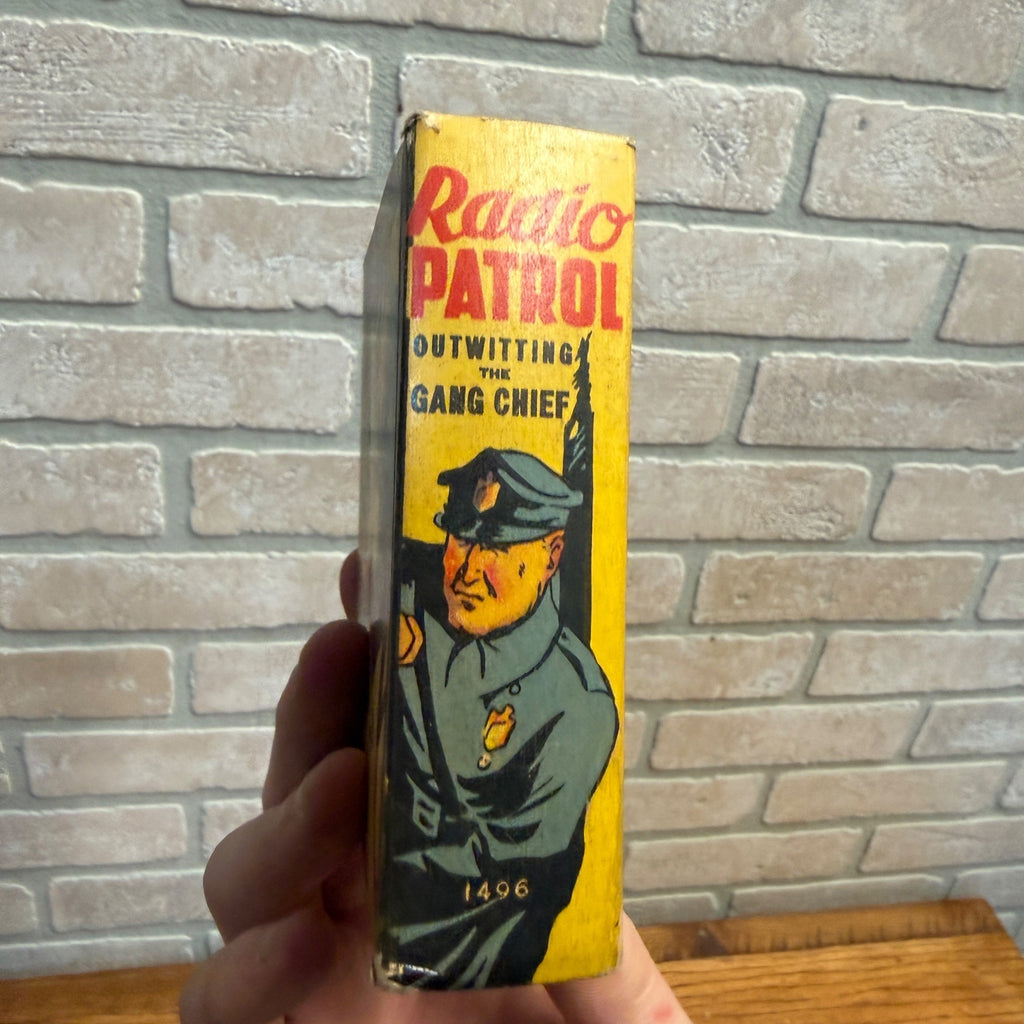 Radio
PATROL
OUTWITTING
THE
GANG CHIEF
1496